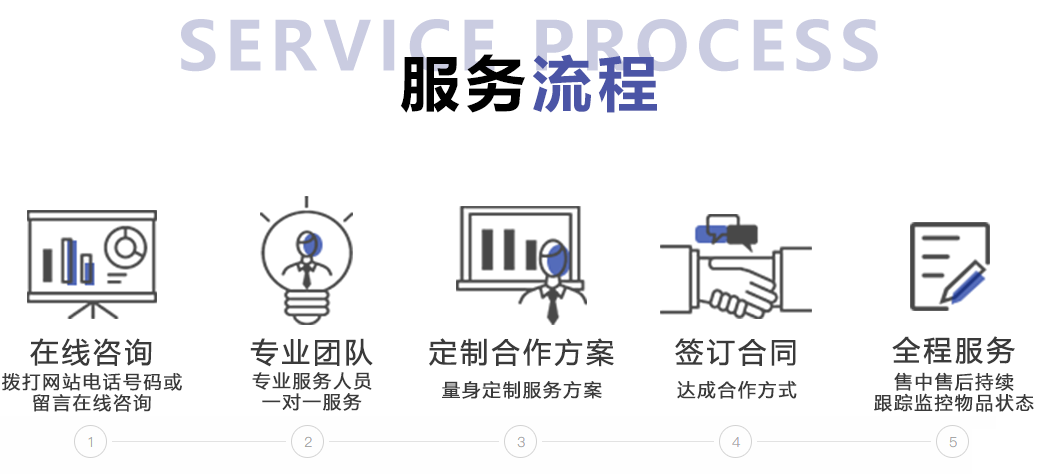 SERVICE PROCESS
服务流程
在线咨询
拨打网站电话号码或
留言在线咨询
专业团队
专业服务人员
一对一服务
定制合作方案
量身定制服务方案
签订合同
达成合作方式
全程服务
售中售后持续
跟踪监控物品状态
1
2
3
4
5